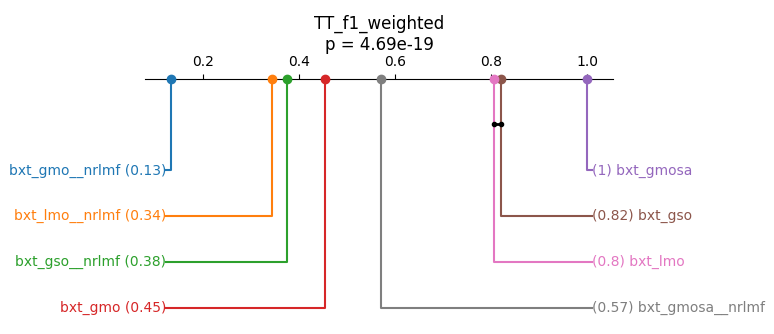 TT_f1_weighted
p = 4.69e-19
0.2 0.4 0.6 0.8 1.0
bxt_gmo__nrlmf (0.13) (1) bxt_gmosa
bxt_lmo__nrlmf (0.34) (0.82) bxt_gso
bxt_gso__nrlmf (0.38) (0.8) bxt_lmo
bxt_gmo (0.45) (0.57) bxt_gmosa__nrlmf